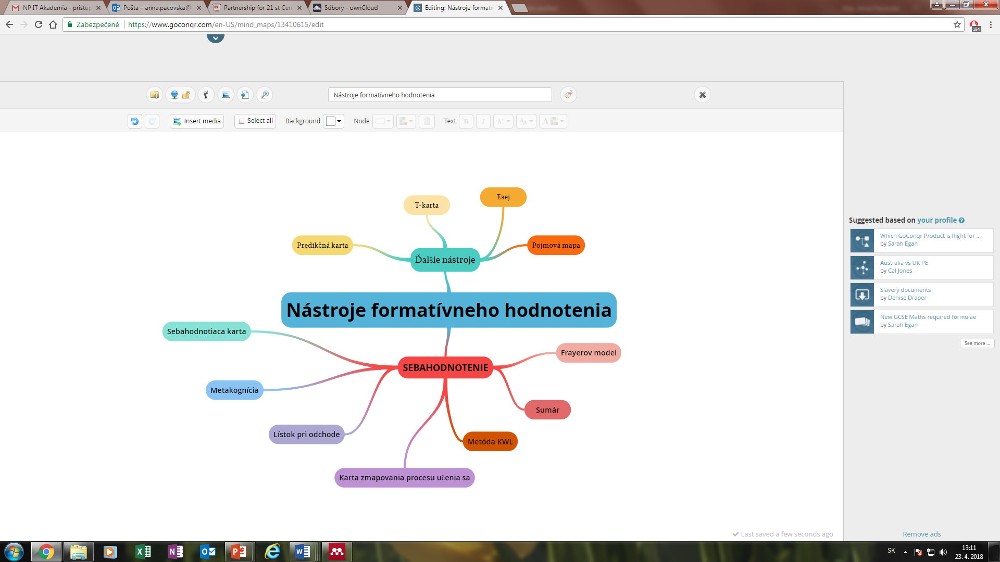 NP IT Akademia - pristup
Pošta – anna.pacovska@
Partnership for 21 st Cen
Súbory - ownCloud
Editing: Nástroje formatív
Zabezpečené
https://www.goconqr.com/en-US/mind_maps/13410615/edit
184
Nástroje formatívneho hodnotenia
Insert media
Select all
Background
Node
Text
Esej
T-karta
Predikčná karta
Pojmová mapa
Ďalšie nástroje
Nástroje formatívneho hodnotenia
Sebahodnotiaca karta
Frayerov model
SEBAHODNOTENIE
Metakognícia
Sumár
Lístok pri odchode
Metóda KWL
Karta zmapovania procesu učenia sa
Suggested based on your profile
Which GoConqr Product is Right for ...
by Sarah Egan
Australia vs UK PE
by Cal Jones
Slavery documents
by Denise Draper
New GCSE Maths required formulae
by Sarah Egan
See more ...
Last saved a few seconds ago
Remove ads
SK
13:11
23. 4. 2018